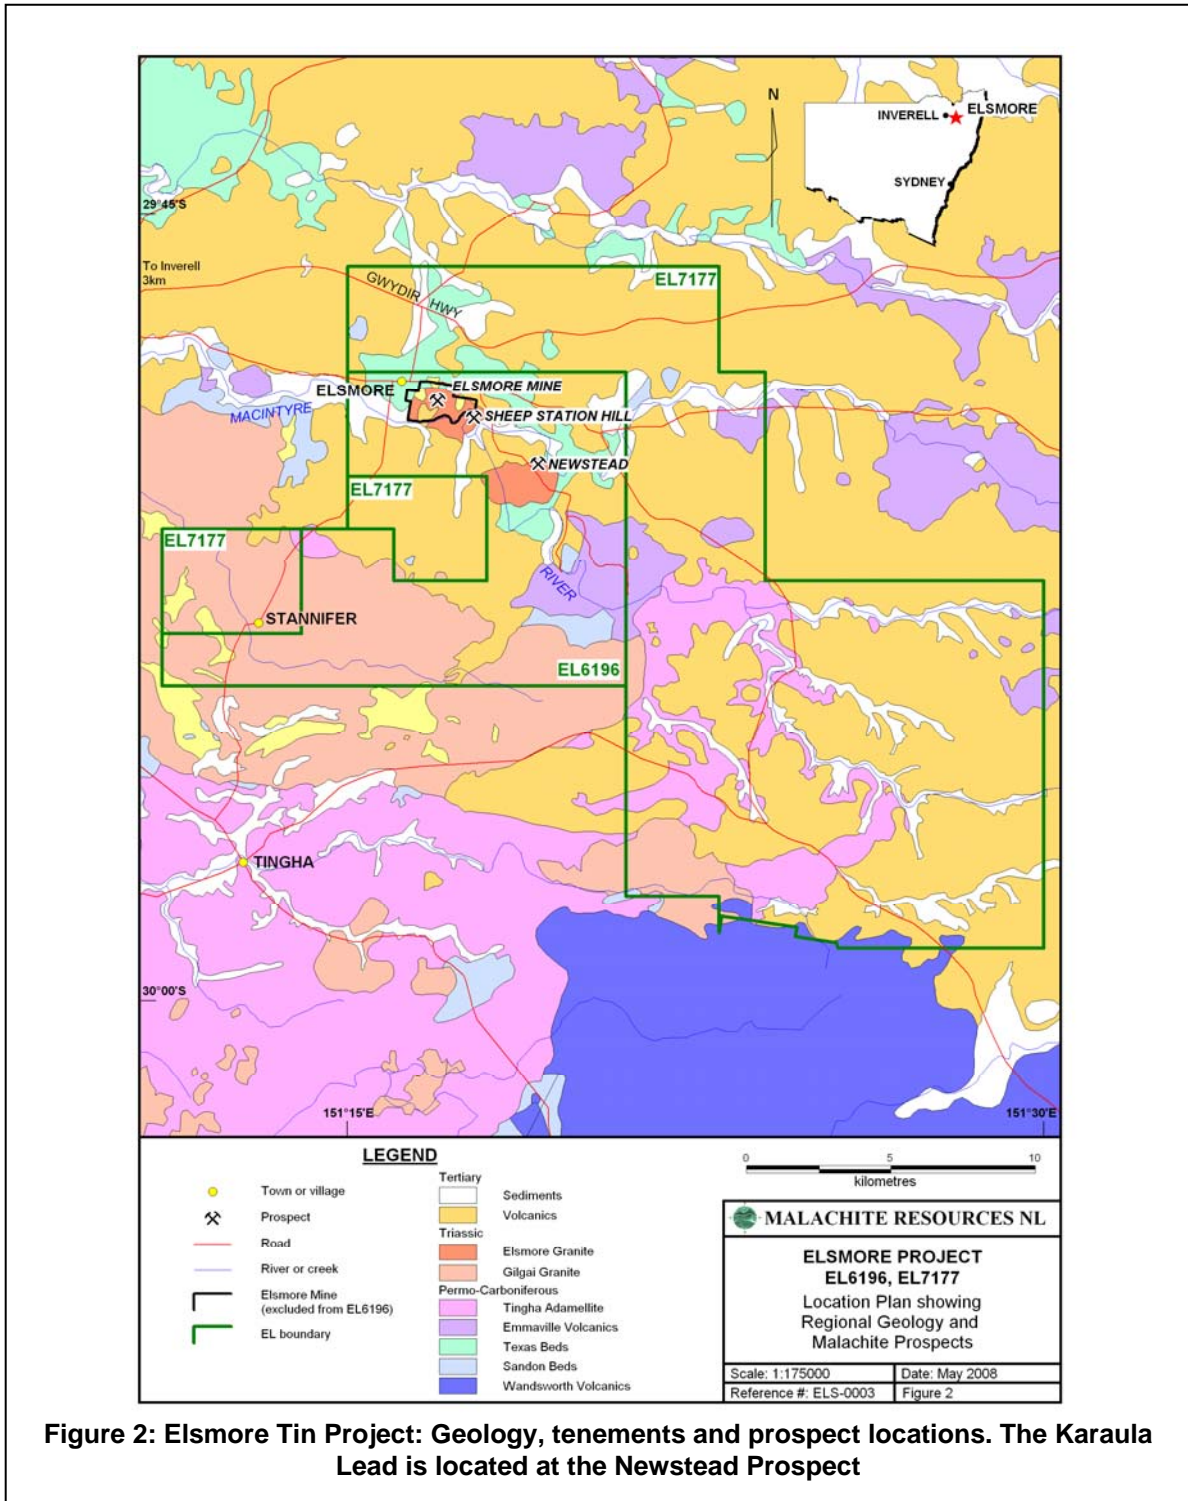 N
INVERELL
ELSMORE
SYDNEY
29°45'S
To Inverell
3km
GWYDIR HWY
EL7177
ELSMORE
ELSMORE MINE
MACINTYRE
SHEEP STATION HILL
NEWSTEAD
EL7177
EL7177
RIVER
STANNIFER
EL6196
TINGHA
30°00'S
151°15'E
151°30'E
LEGEND
Town or village
Prospect
Road
River or creek
Elsmore Mine
(excluded from EL6196)
EL boundary
Tertiary
Sediments
Volcanics
Triassic
Elsmore Granite
Gilgai Granite
Permo-Carboniferous
Tingha Adamellite
Emmaville Volcanics
Texas Beds
Sandon Beds
Wandsworth Volcanics
0 5 10
kilometres
MALACHITE RESOURCES NL
ELSMORE PROJECT
EL6196, EL7177
Location Plan showing
Regional Geology and
Malachite Prospects
Scale: 1:175000
Date: May 2008
Reference #: ELS-0003
Figure 2
Figure 2: Elsmore Tin Project: Geology, tenements and prospect locations. The Karaula
Lead is located at the Newstead Prospect